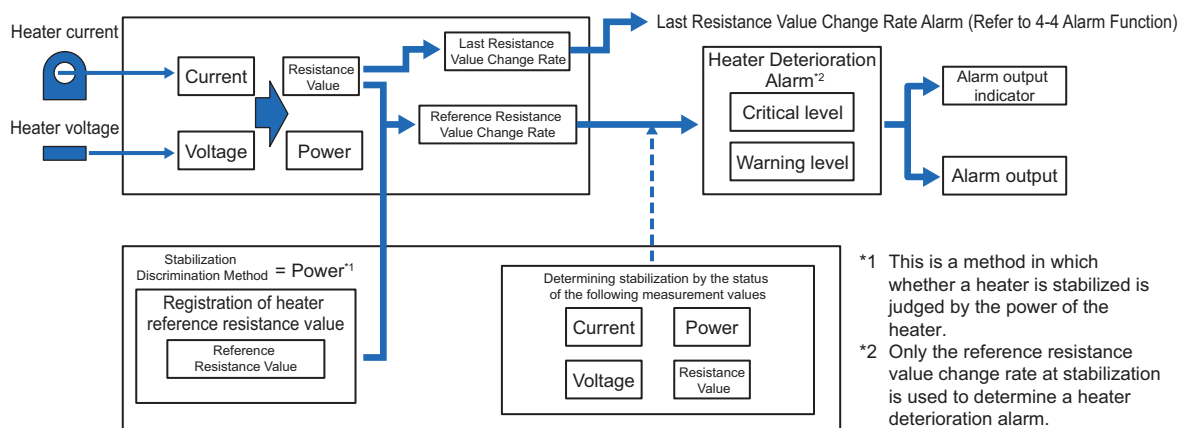 Last Resistance Value Change Rate Alarm (Refer to 4-4 Alarm Function)
Heater current
Current
Resistance
Value
Last Resistance
Value Change Rate
Heater Deterioration
Alarm*2
Critical level
Warning level
Alarm output
indicator
Alarm output
Heater voltage
Voltage
Power
Reference Resistance
Value Change Rate
Stabilization
Discrimination Method = Power*1
Registration of heater
reference resistance value
Reference
Resistance Value
Determining stabilization by the status
of the following measurement values
Current
Power
Voltage
Resistance
Value
*1 This is a method in which
whether a heater is stabilized is
judged by the power of the
heater.
*2 Only the reference resistance
value change rate at stabilization
is used to determine a heater
deterioration alarm.